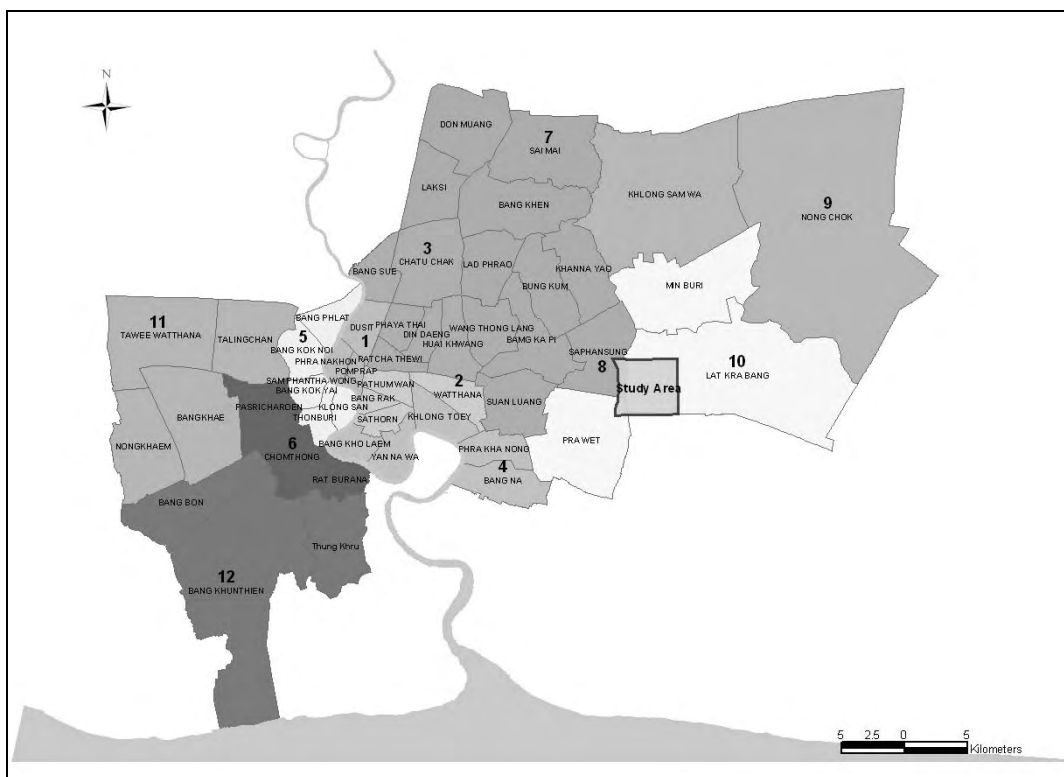 N
DON MUANG
7
SAI MAI
LAKSI
KHLONG SAM WA
9
NONG CHOK
BANG KHEN
3
CHATU CHAK
LAD PHRAO
KHANNA YAO
BANG SUE
BUNG KUM
MIN BURI
11
TAWEE WATTHANA
TALINGCHAN
BANG PHLAT
5
BANG KOK NOI
DUSIT
PHAYA THAI
DIN DAENG
WANG THONG LANG
HUAI KHWANG
BAMG KA PI
1
PHRA NAKHON
RATCHA THEWI
POMPRAP
SAPHANSUNG
8
10
LAT KRA BANG
Study Area
SAM PHANTHA WONG
BANG KOK YAI
PATHUMWAN
2
WATTHANA
SUAN LUANG
PASRICHAROEN
KLONG SAN
BANG RAK
THONBURI
SATHORN
KHLONG TOEY
BANGKHAE
NONGKHAEM
6
CHOMTHONG
BANG KHO LAEM
YAN NA WA
PHRA KHA NONG
PRA WET
4
BANG NA
RAT BURANA
BANG BON
Thung Khru
12
BANG KHUNTHIEN
5 2.5 0 5
Kilometers